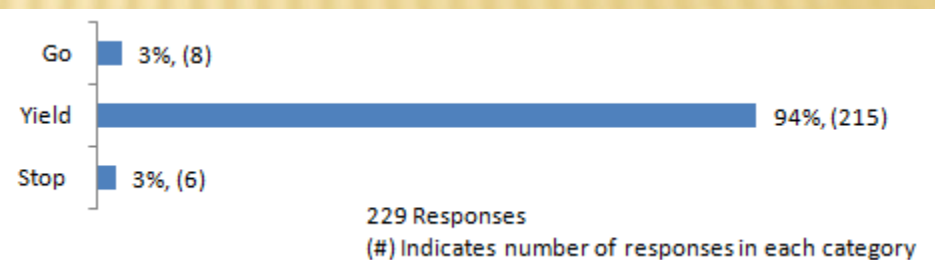 Go 3%, (8)
Yield 94%, (215)
Stop 3%, (6)
229 Responses
(#) Indicates number of responses in each category